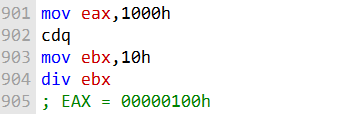 901 mov eax,1000h
902 cdq
903 mov ebx,10h
904 div ebx
905 ; EAX = 00000100h